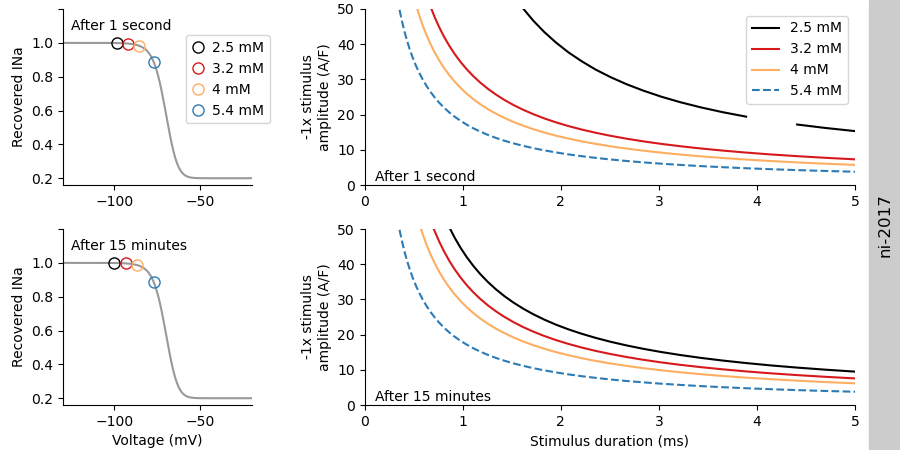 After 1 second
Recovered INa
1.0
0.8
0.6
0.4
0.2
−100
−50
2.5 mM
3.2 mM
4 mM
5.4 mM
-1x stimulus
amplitude (A/F)
50
40
30
20
10
0
0
1
2
3
4
5
After 1 second
2.5 mM
3.2 mM
4 mM
5.4 mM
After 15 minutes
Recovered INa
1.0
0.8
0.6
0.4
0.2
−100
−50
Voltage (mV)
-1x stimulus
amplitude (A/F)
50
40
30
20
10
0
0
1
2
3
4
5
After 15 minutes
Stimulus duration (ms)
ni-2017